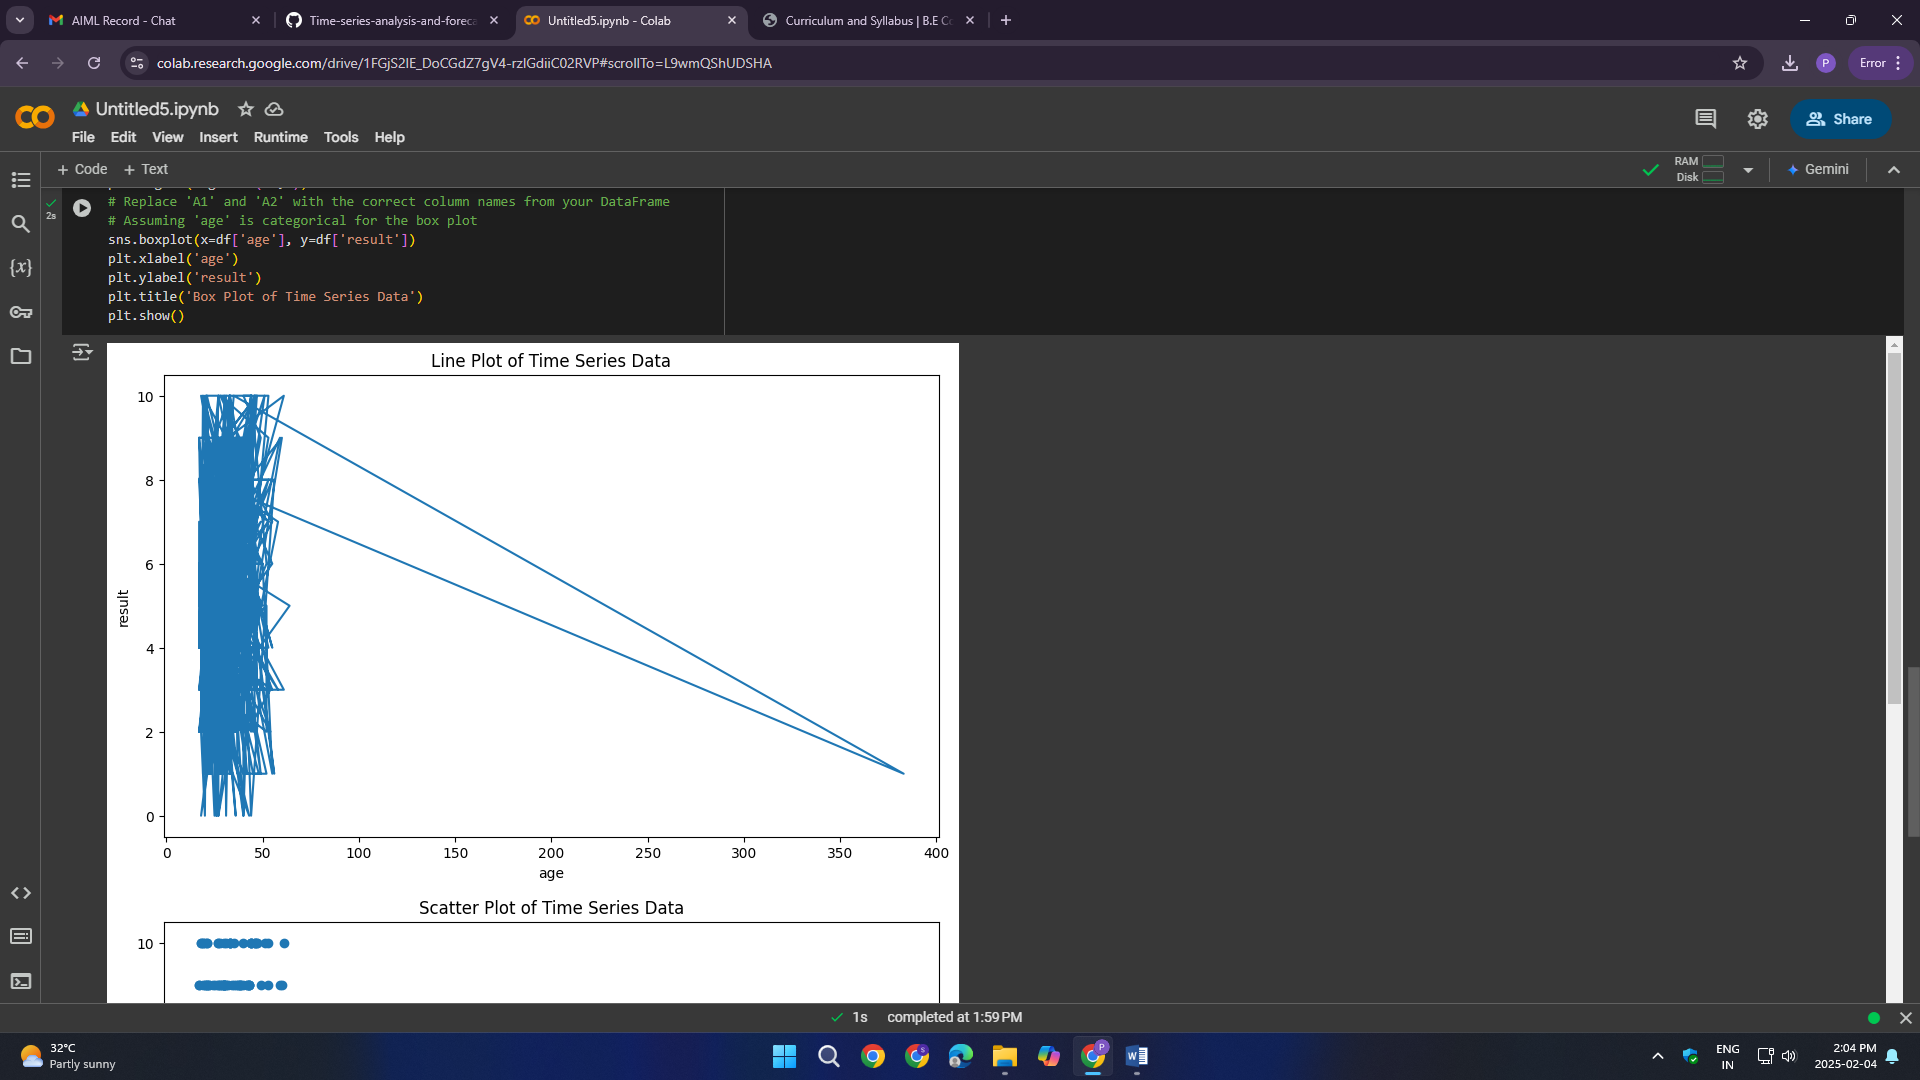 AIML Record - Chat
Time-series-analysis-and-foreca
Untitled5.ipynb - Colab
Curriculum and Syllabus | B.E Co
colab.research.google.com/drive/1FGjS2IE_DoCGdZ7gV4-rzlGdiiC02RVP#scrollTo=L9wmQShUDSHA
P
Error
Untitled5.ipynb
File Edit View Insert Runtime Tools Help
Share
+ Code + Text
RAM
Disk
Gemini
2s
# Replace 'A1' and 'A2' with the correct column names from your DataFrame
# Assuming 'age' is categorical for the box plot
sns.boxplot(x=df['age'], y=df['result'])
plt.xlabel('age')
plt.ylabel('result')
plt.title('Box Plot of Time Series Data')
plt.show()
Line Plot of Time Series Data
10
8
6
4
2
0
result
0 50 100 150 200 250 300 350 400
age
Scatter Plot of Time Series Data
10
1s completed at 1:59 PM
32°C
Partly sunny
ENG
IN
2:04 PM
2025-02-04